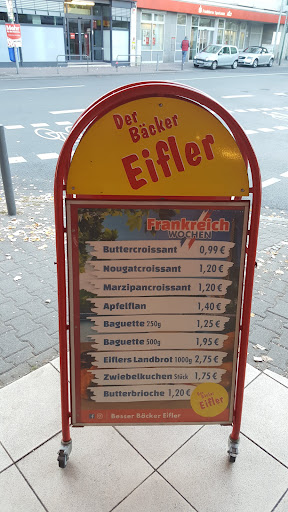 Der
Bäcker
Eifler
Frankreich
WOCHEN
Buttercroissant 0,99 €
Nougatcroissant 1,20 €
Marzipancroissant 1,20 €
Apfelflan 1,40 €
Baguette 250g 1,25 €
Baguette 500g 1,95 €
Eiflers Landbrot 1000g 2,75 €
Zwiebelkuchen Stück 1,75 €
Butterbrioche 1,20 €
Der
Bäcker
Eifler
Besser Bäcker Eifler